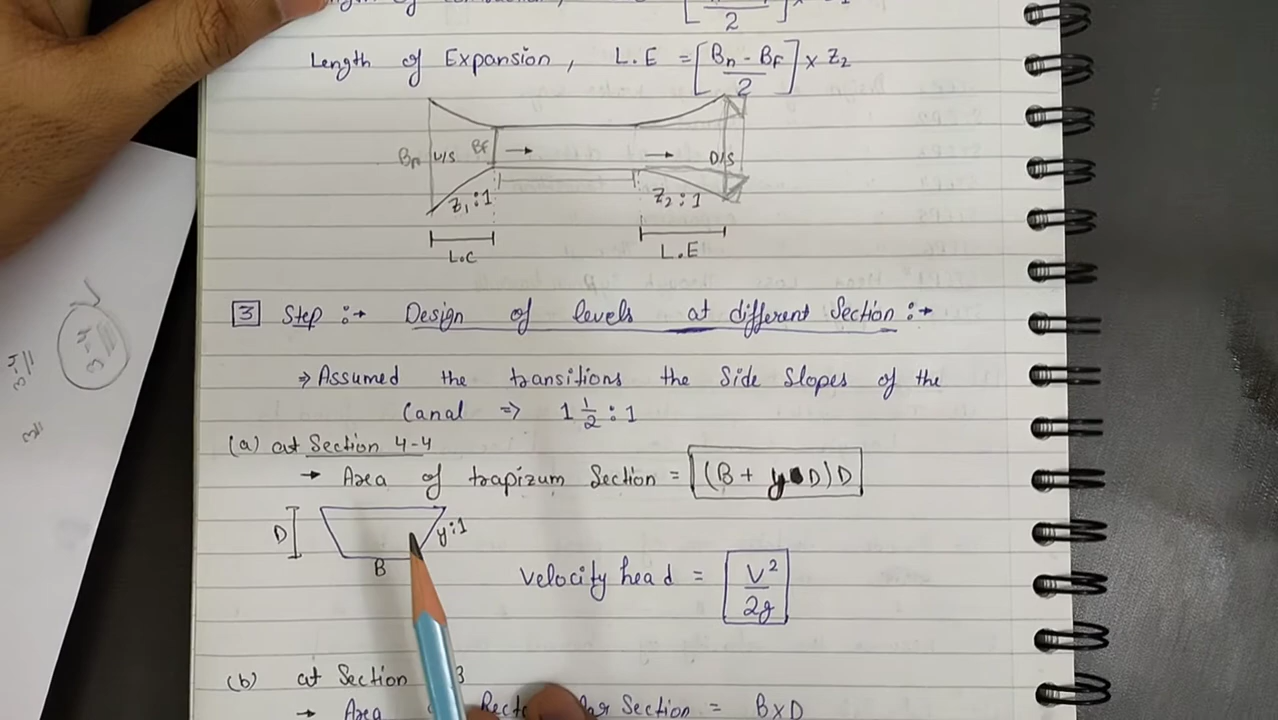 2
Length of Expansion, L.E = [Bn - BF / 2] × Z2
Bn U/S BF D/S
Z1:1 Z2:1
L.C L.E
3 Step :→ Design of levels at different Section :→
⇒ Assumed the transitions the Side Slopes of the
Canal ⇒ 1 1/2 : 1
(a) at Section 4-4
→ Area of trapizum Section = (B + y D) D
D y:1
B
Velocity head = V²/2g
(b) at Section 3
→ Area Section = B×D